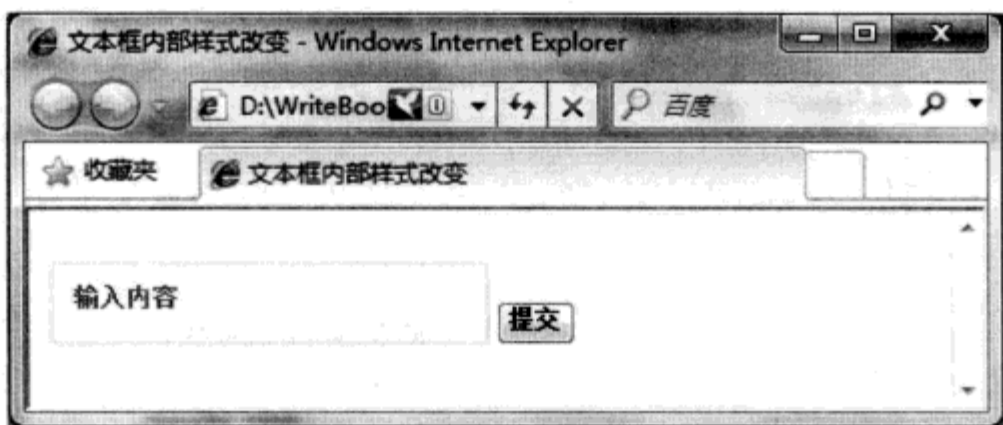 文本框内部样式改变 - Windows Internet Explorer
D:\WriteBoo
百度
收藏夹
文本框内部样式改变
输入内容
提交